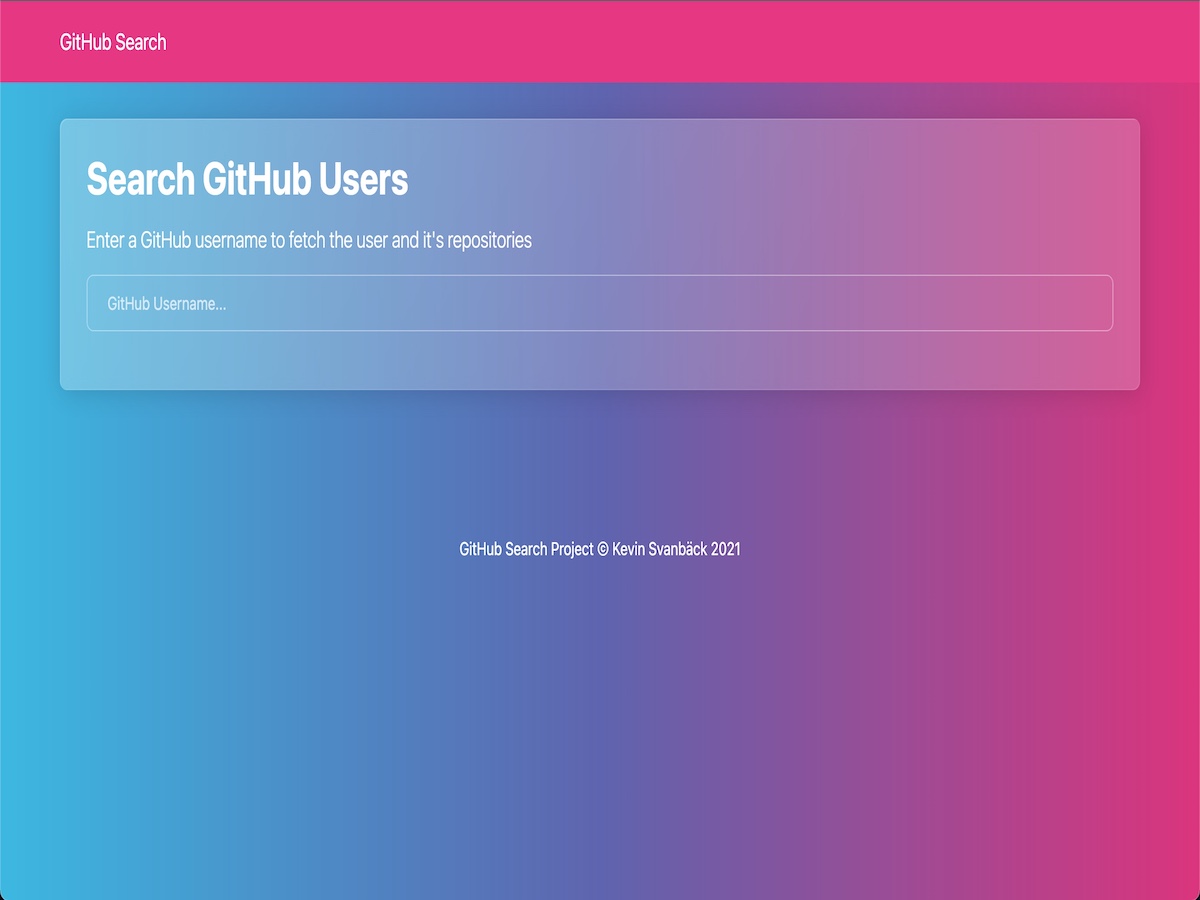 GitHub Search
Search GitHub Users
Enter a GitHub username to fetch the user and it's repositories
GitHub Username...
GitHub Search Project © Kevin Svanbäck 2021